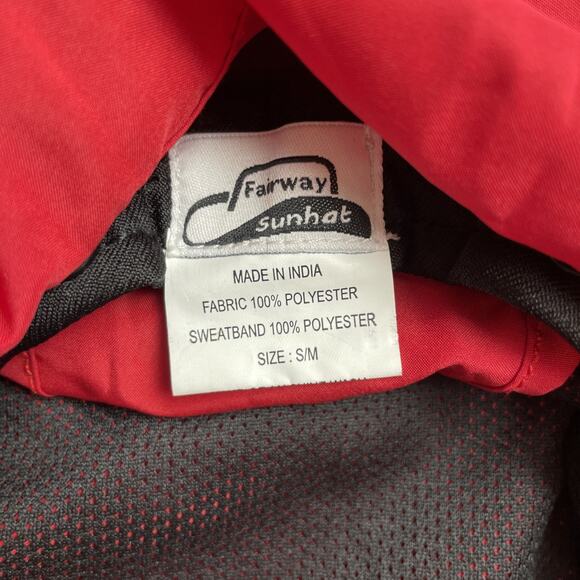 Fairway
sunhat
MADE IN INDIA
FABRIC 100% POLYESTER
SWEATBAND 100% POLYESTER
SIZE : S/M